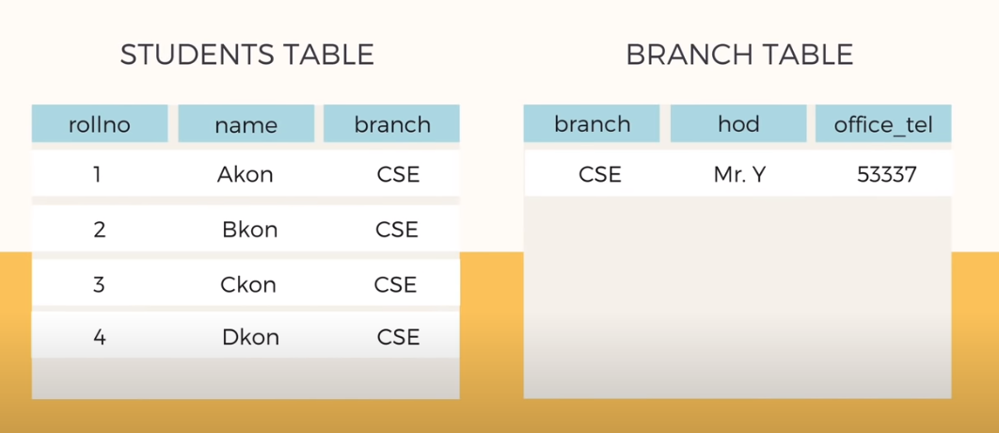 STUDENTS TABLE
rollno name branch
1 Akon CSE
2 Bkon CSE
3 Ckon CSE
4 Dkon CSE
BRANCH TABLE
branch hod office_tel
CSE Mr. Y 53337